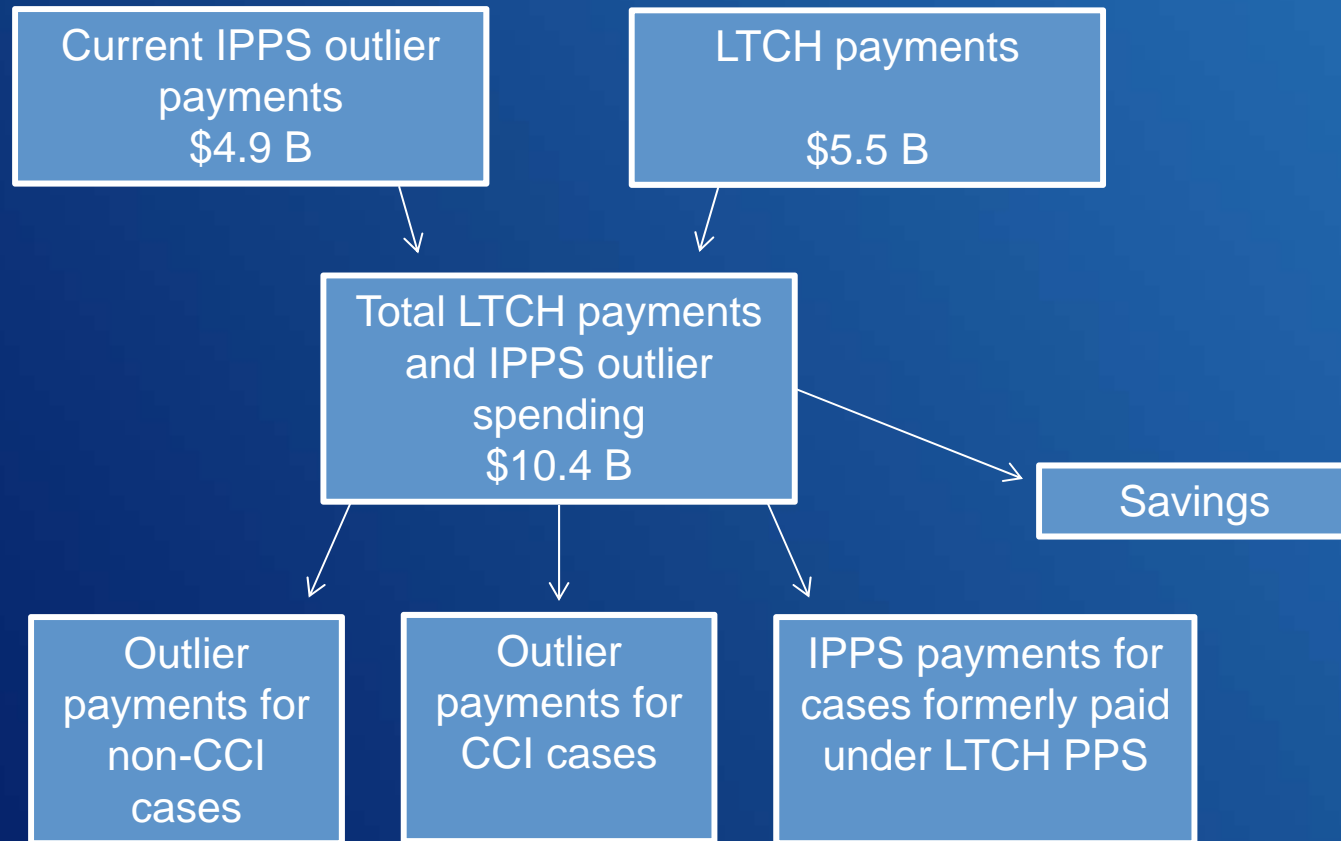 Current IPPS outlier
payments
$4.9 B
LTCH payments
$5.5 B
Total LTCH payments
and IPPS outlier
spending
$10.4 B
Savings
Outlier
payments for
non-CCI
cases
Outlier
payments for
CCI cases
IPPS payments for
cases formerly paid
under LTCH PPS